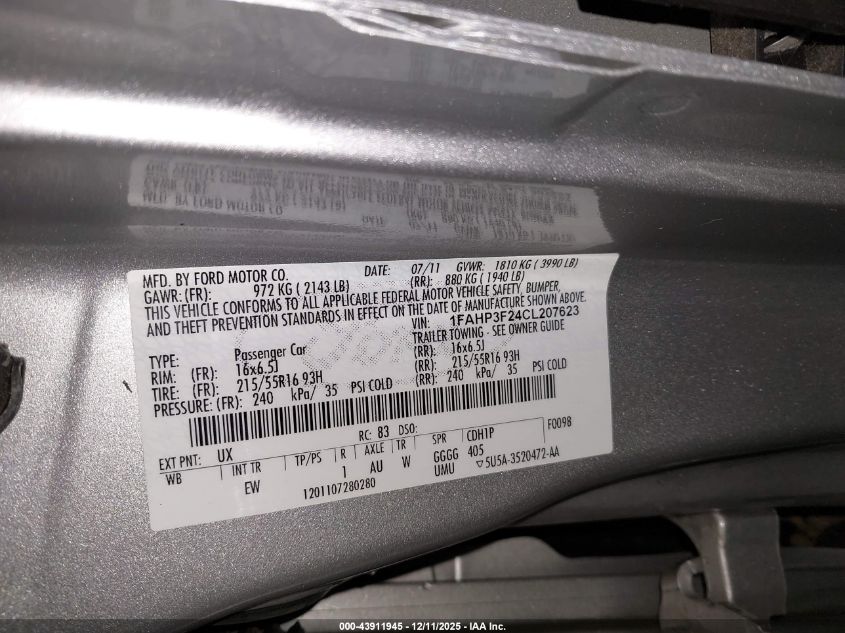 MFD. BY FORD MOTOR CO. DATE: 07/11 GVWR: 1810 KG ( 3990 LB)
GAWR: (FR): 972 KG ( 2143 LB) (RR): 880 KG ( 1940 LB)
THIS VEHICLE CONFORMS TO ALL APPLICABLE FEDERAL MOTOR VEHICLE SAFETY, BUMPER,
AND THEFT PREVENTION STANDARDS IN EFFECT ON THE DATE OF MANUFACTURE SHOWN ABOVE.
VIN: 1FAHP3F24CL207623
TYPE: Passenger Car TRAILER TOWING - SEE OWNER GUIDE
RIM: (FR): 16x6.5J (RR): 16x6.5J
TIRE: (FR): 215/55R16 93H (RR): 215/55R16 93H
PRESSURE: (FR): 240 kPa/ 35 PSI COLD (RR): 240 kPa/ 35 PSI COLD
RC: 83 DSO: F0098
EXT PNT: UX
WB INT TR TP/PS R AXLE TR SPR CDH1P
EW 1 AU W GGGG 405
UMU ▽5U5A-3520472-AA
1201107280280
000-43911945 - 12/11/2025 - IAA Inc.